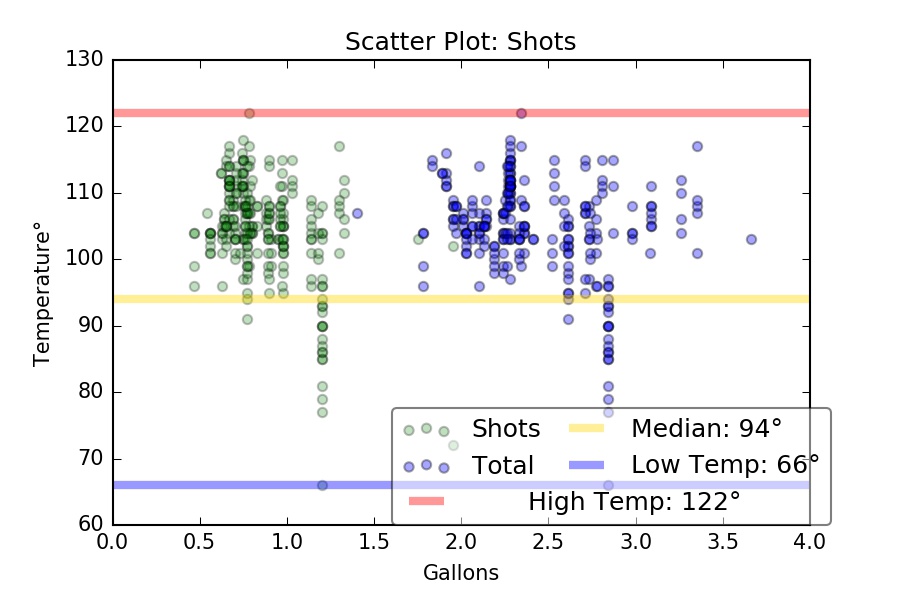 Scatter Plot: Shots
130
120
110
100
90
80
70
60
Temperature°
0.0 0.5 1.0 1.5 2.0 2.5 3.0 3.5 4.0
Gallons
Shots Median: 94°
Total Low Temp: 66°
High Temp: 122°